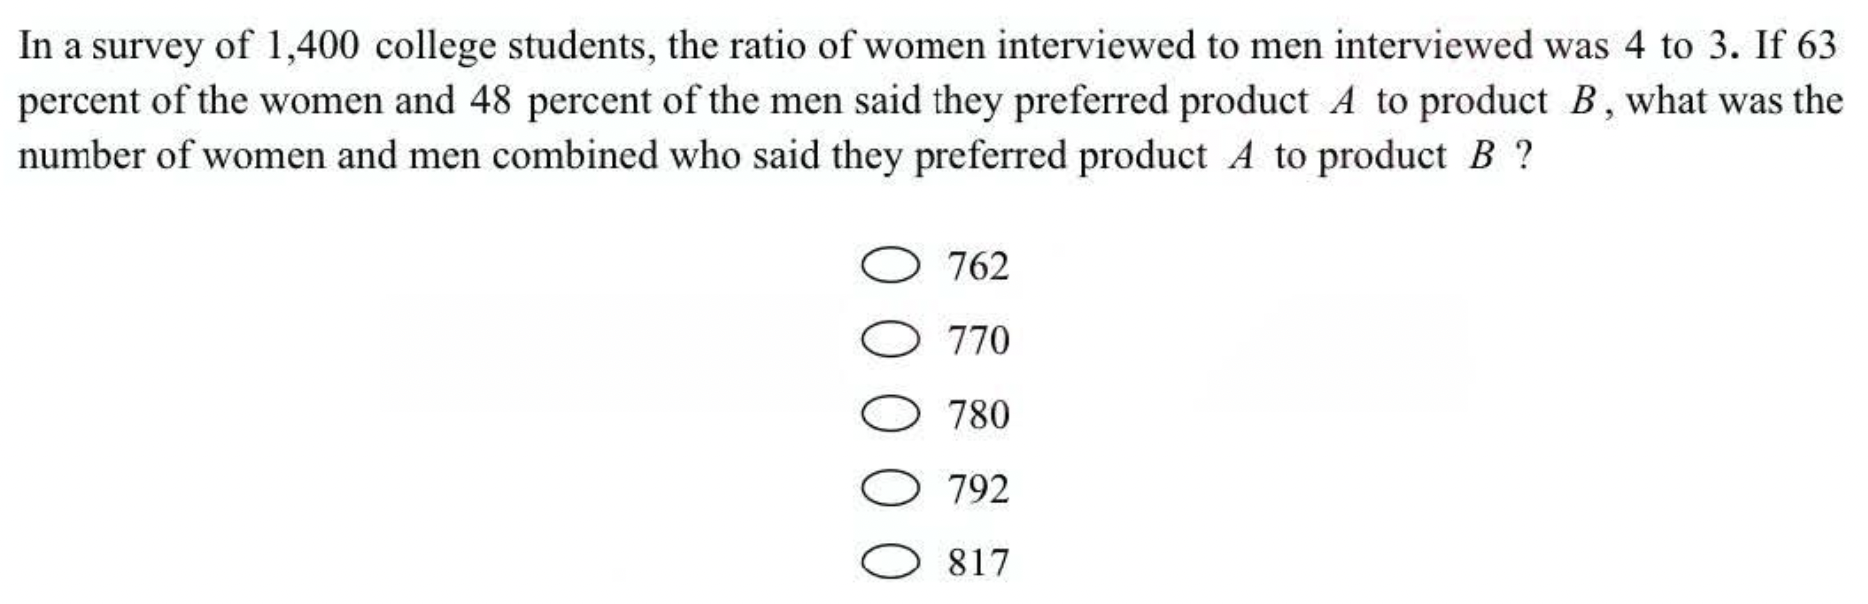 In a survey of 1,400 college students, the ratio of women interviewed to men interviewed was 4 to 3. If 63
percent of the women and 48 percent of the men said they preferred product A to product B, what was the
number of women and men combined who said they preferred product A to product B ?
762
770
780
792
817